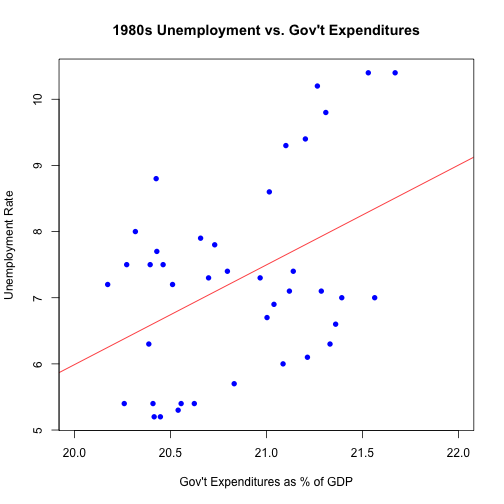 1980s Unemployment vs. Gov't Expenditures
Unemployment Rate
10
9
8
7
6
5
20.0 20.5 21.0 21.5 22.0
Gov't Expenditures as % of GDP